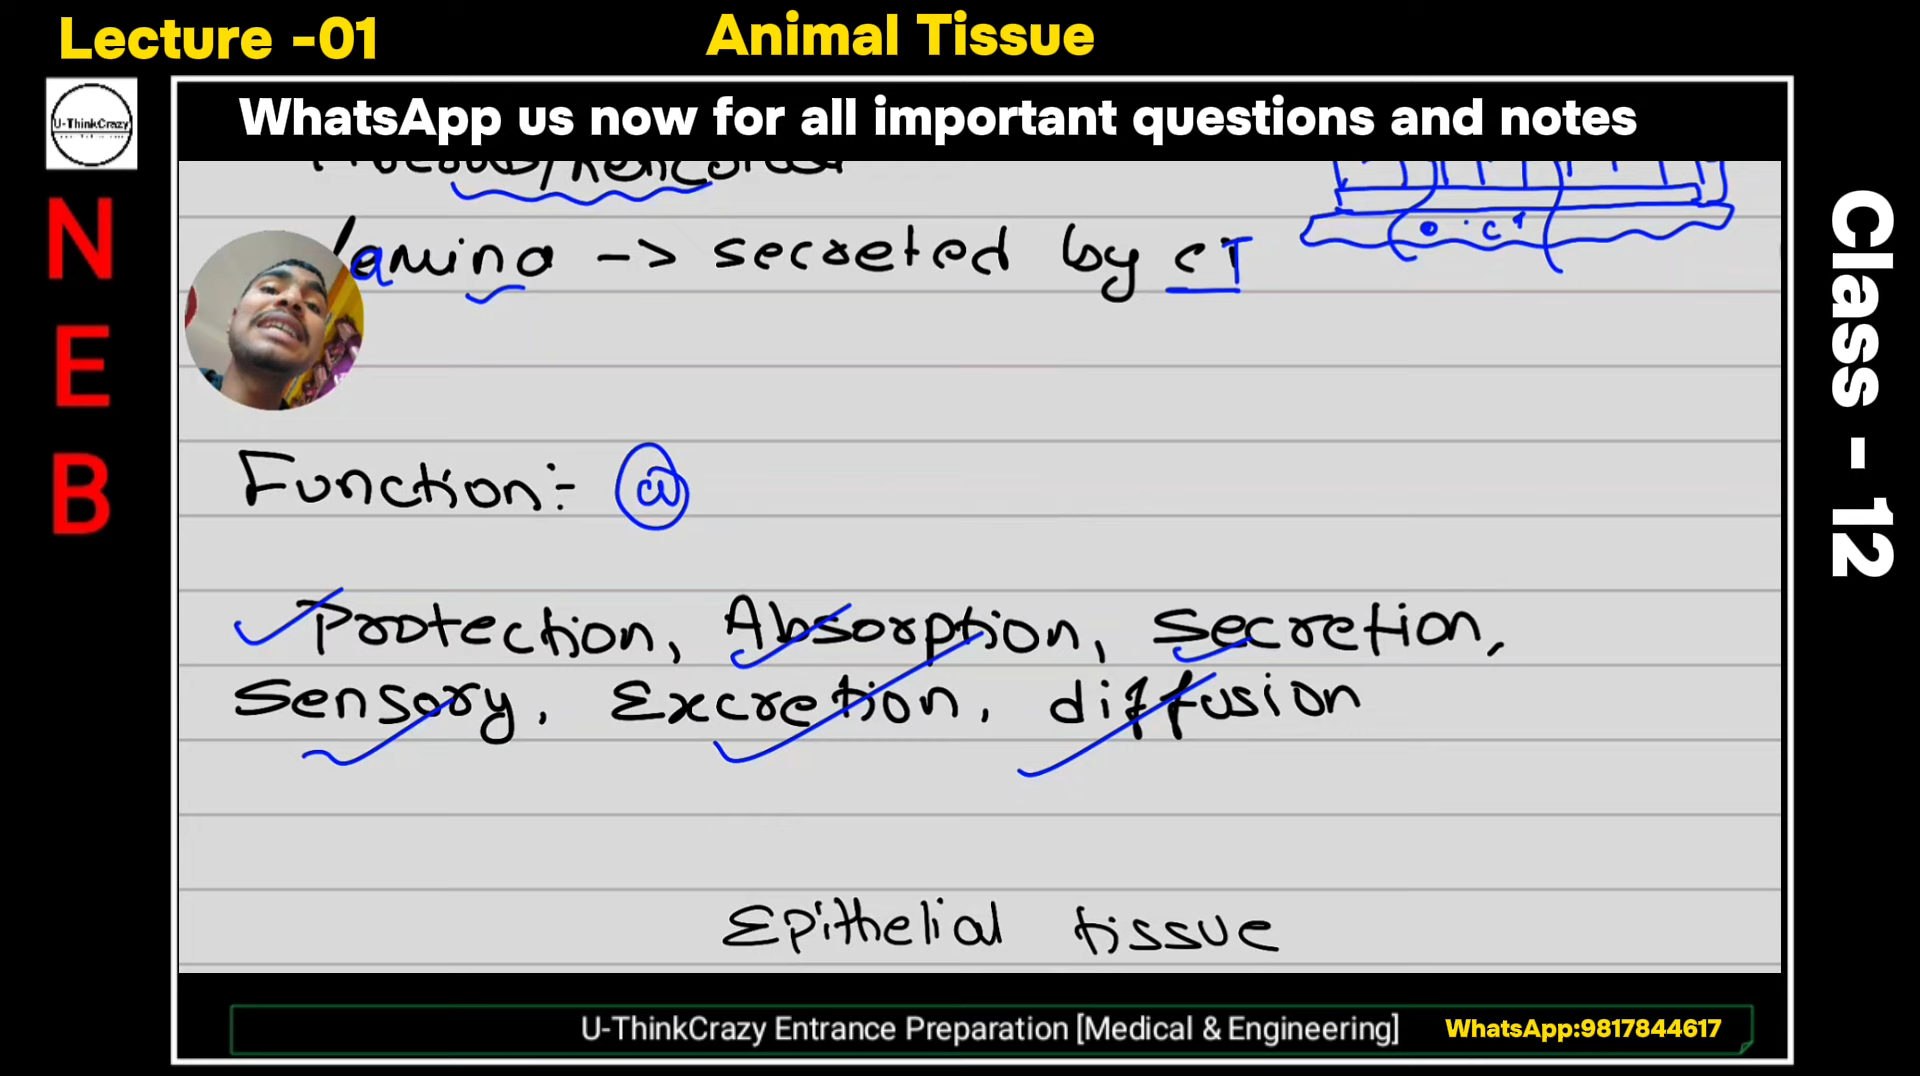 Lecture -01
Animal Tissue
U-ThinkCrazy
WhatsApp us now for all important questions and notes
N
E
B
lamina -> secreted by CT
CT
Function:- a
Protection, Absorption, Secretion,
Sensory, Excretion, diffusion
Epithelial tissue
Class - 12
U-ThinkCrazy Entrance Preparation [Medical & Engineering]
WhatsApp:9817844617